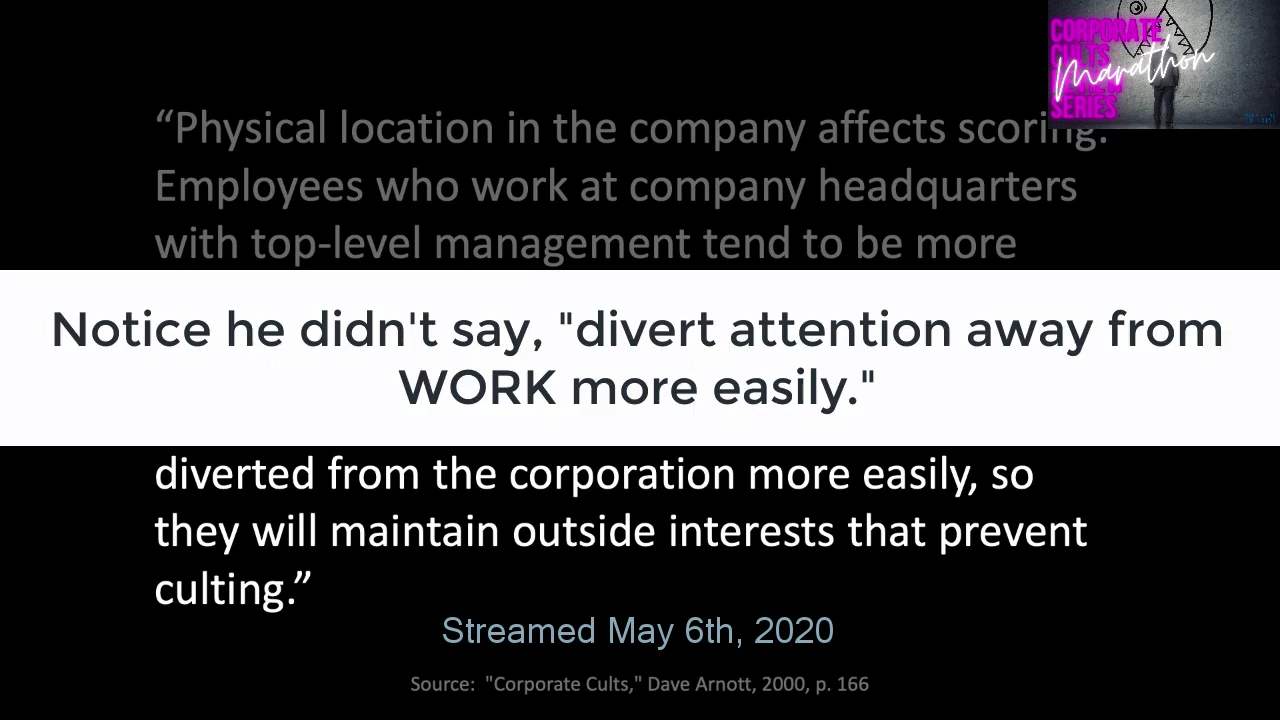 CORPORATE
CULTS
Marathon
SERIES
“Physical location in the company affects scoring.
Employees who work at company headquarters
with top-level management tend to be more
Notice he didn't say, "divert attention away from
WORK more easily."
diverted from the corporation more easily, so
they will maintain outside interests that prevent
culting.”
Streamed May 6th, 2020
Source: "Corporate Cults," Dave Arnott, 2000, p. 166